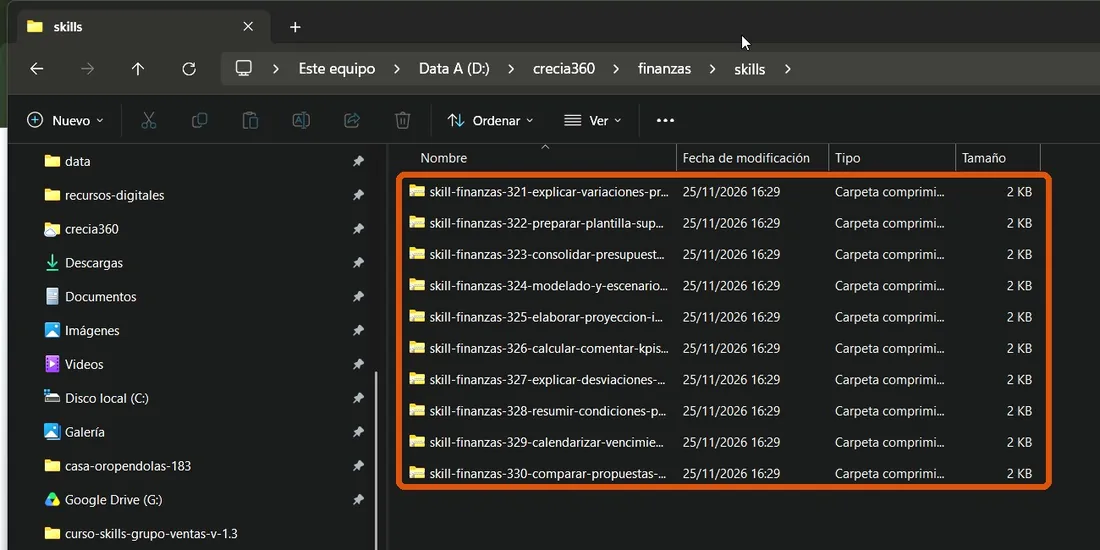 skills
Este equipo > Data A (D:) > crecia360 > finanzas > skills >
Nuevo Ordenar Ver
data
recursos-digitales
crecia360
Descargas
Documentos
Imágenes
Videos
Disco local (C:)
Galería
casa-oropendolas-183
Google Drive (G:)
curso-skills-grupo-ventas-v-1.3
Nombre Fecha de modificación Tipo Tamaño
skill-finanzas-321-explicar-variaciones-pr... 25/11/2026 16:29 Carpeta comprimi... 2 KB
skill-finanzas-322-preparar-plantilla-sup... 25/11/2026 16:29 Carpeta comprimi... 2 KB
skill-finanzas-323-consolidar-presupuest... 25/11/2026 16:29 Carpeta comprimi... 2 KB
skill-finanzas-324-modelado-y-escenario... 25/11/2026 16:29 Carpeta comprimi... 2 KB
skill-finanzas-325-elaborar-proyeccion-i... 25/11/2026 16:29 Carpeta comprimi... 2 KB
skill-finanzas-326-calcular-comentar-kpis... 25/11/2026 16:29 Carpeta comprimi... 2 KB
skill-finanzas-327-explicar-desviaciones-... 25/11/2026 16:29 Carpeta comprimi... 2 KB
skill-finanzas-328-resumir-condiciones-p... 25/11/2026 16:29 Carpeta comprimi... 2 KB
skill-finanzas-329-calendarizar-vencimie... 25/11/2026 16:29 Carpeta comprimi... 2 KB
skill-finanzas-330-comparar-propuestas-... 25/11/2026 16:29 Carpeta comprimi... 2 KB